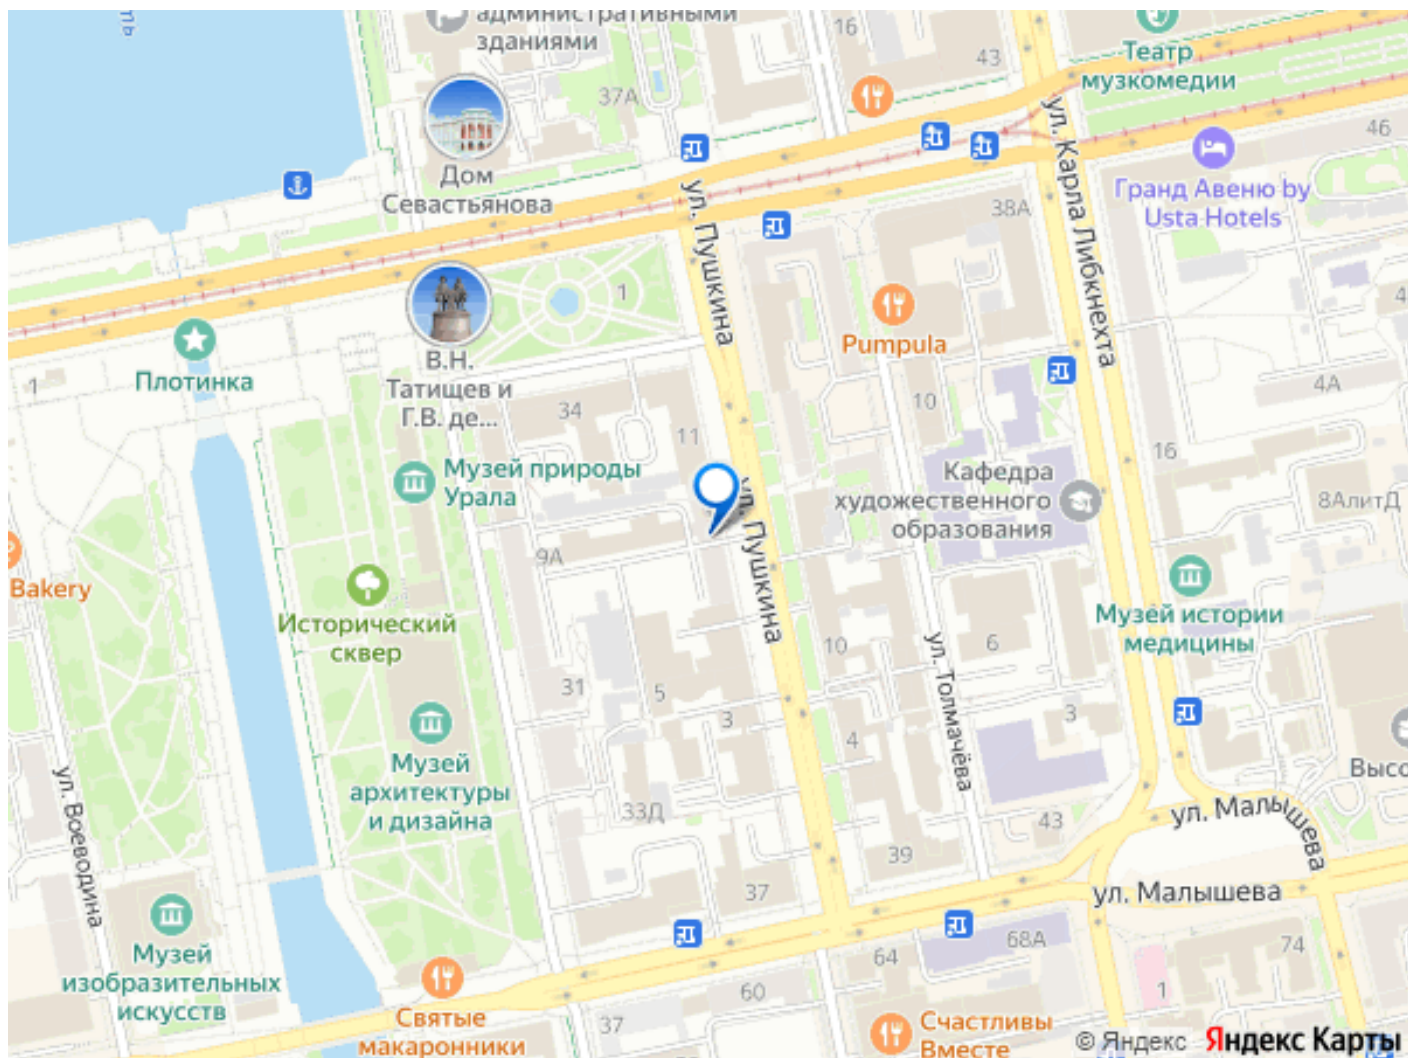 административными
зданиями
16
43
Театр
музкомедии
37А
Дом
Севастьянова
ул. Пушкина
38А
ул. Карла Либкнехта
46
Гранд Авеню by
Usta Hotels
1
Pumpula
4
Плотинка
1
В.Н.
Татищев и
Г.В. де...
34
11
10
4А
16
Музей природы
Урала
Кафедра
художественного
образования
8АлитД
ул. Пушкина
9А
Bakery
Исторический
сквер
Музей истории
медицины
10
6
ул. Толмачёва
31
5
3
4
3
Музей
архитектуры
и дизайна
ул. Воеводина
33Д
43
39
37
Высо
ул. Малышева
ул. Малышева
Музей
изобразительных
искусств
68А
64
74
60
1
37
Святые
макаронники
Счастливы
Вместе
© Яндекс Яндекс Карты